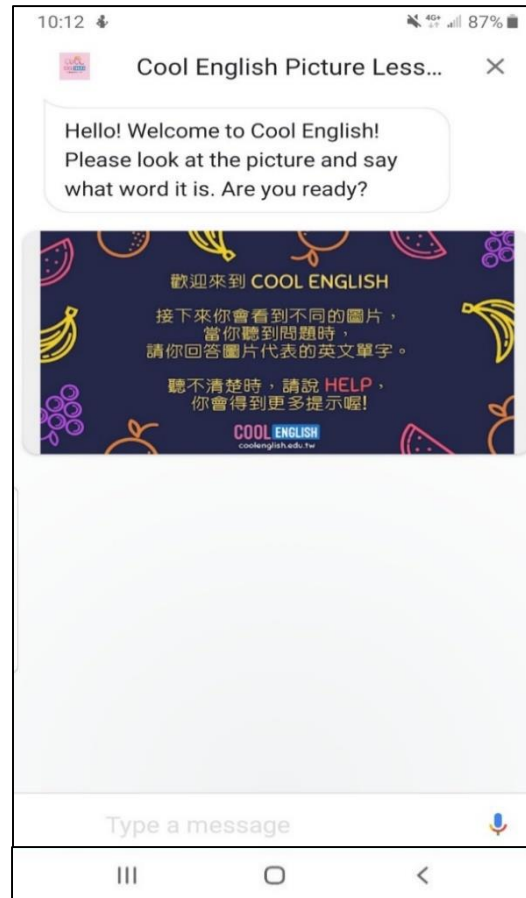 10:12 4G+ 87%
Cool English Picture Less...
Hello! Welcome to Cool English!
Please look at the picture and say
what word it is. Are you ready?
歡迎來到 COOL ENGLISH
接下來你會看到不同的圖片，
當你聽到問題時，
請你回答圖片代表的英文單字。
聽不清楚時，請說 HELP，
你會得到更多提示喔!
COOL ENGLISH
coolenglish.edu.tw
Type a message